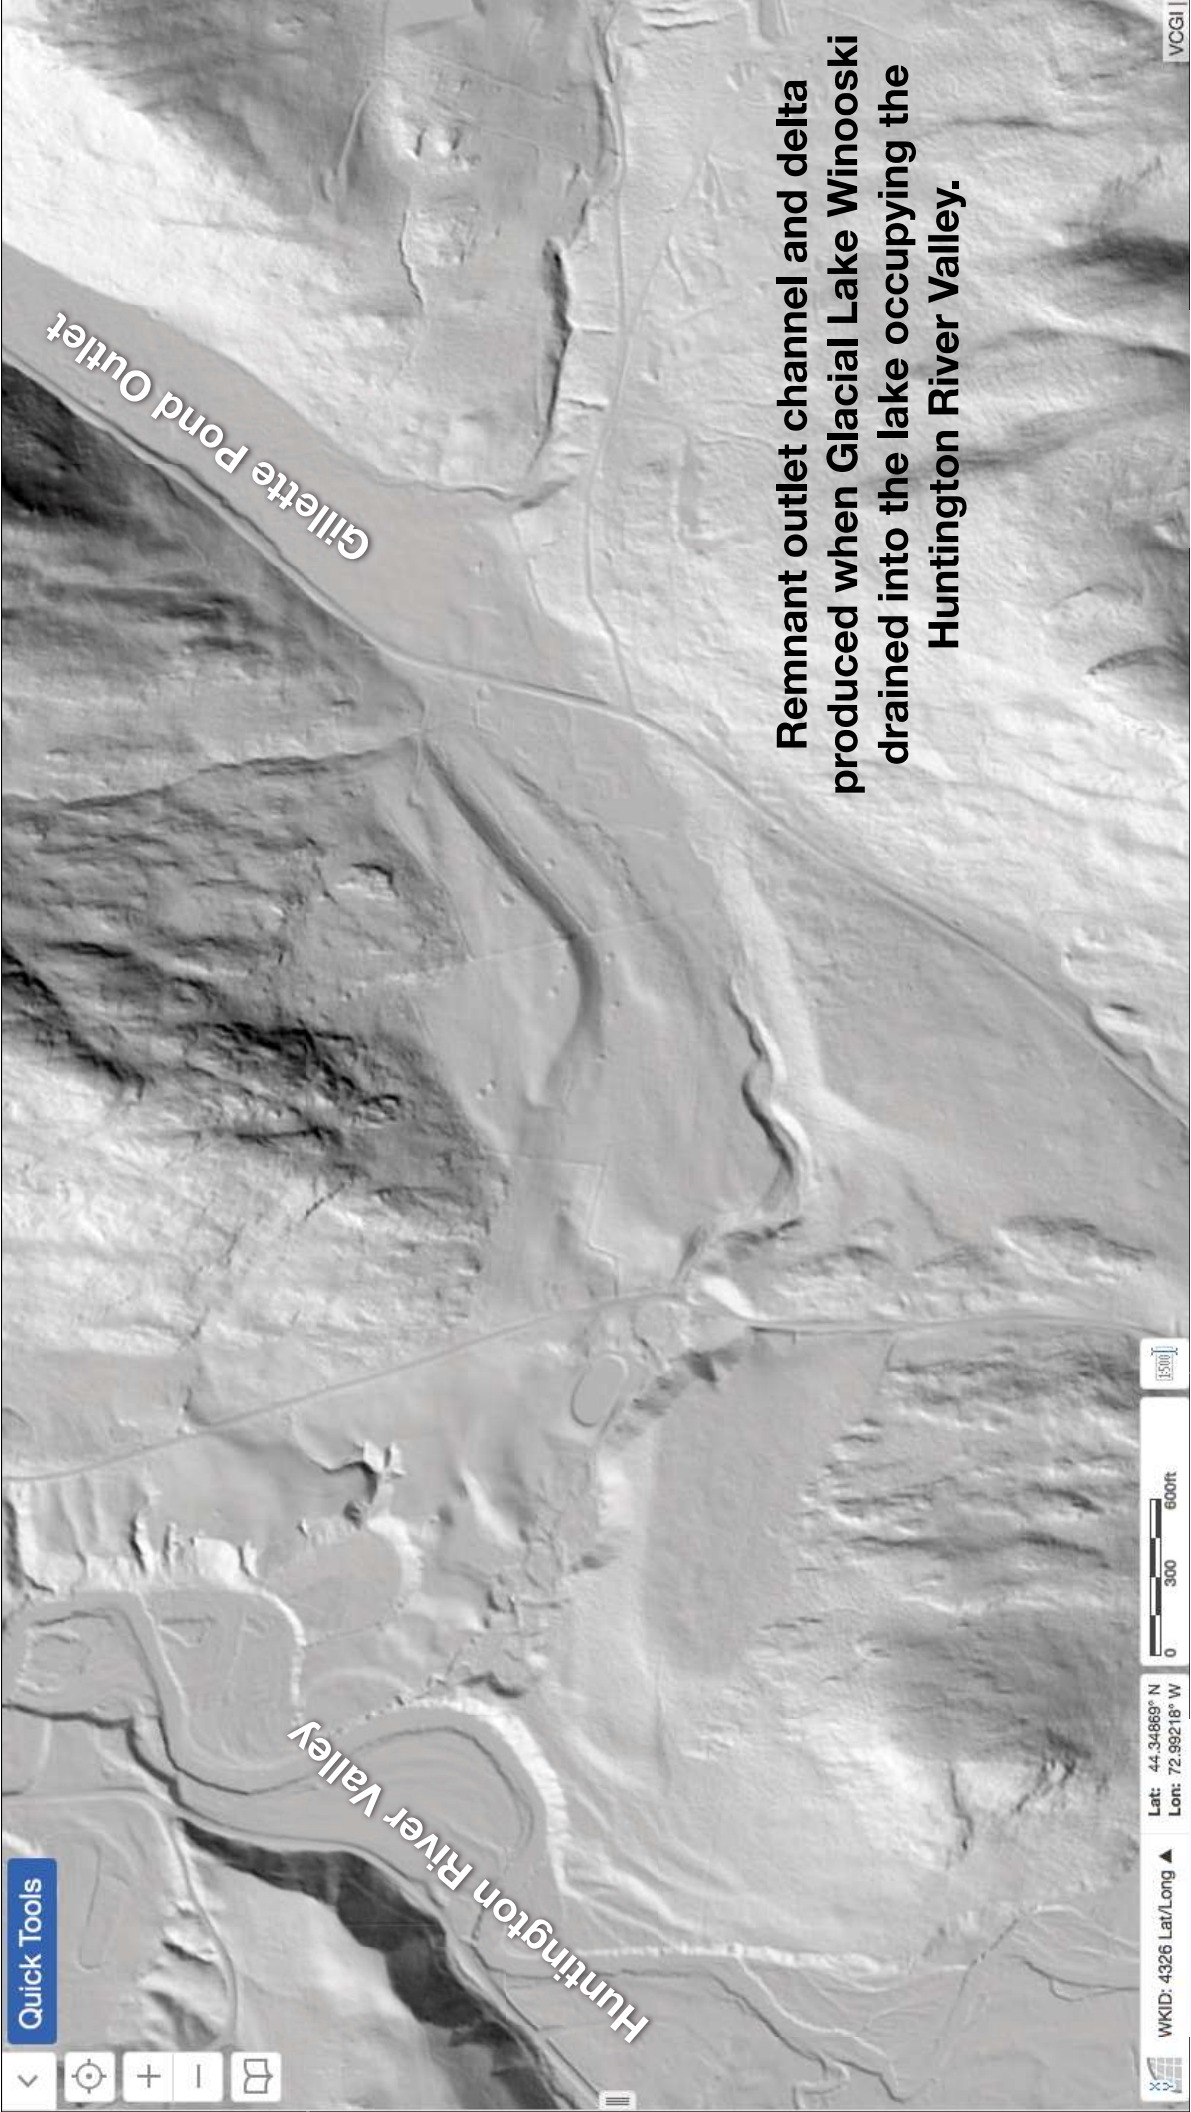 Quick Tools
Gillette Pond Outlet
Huntington River Valley
Remnant outlet channel and delta
produced when Glacial Lake Winooski
drained into the lake occupying the
Huntington River Valley.
WKID: 4326 Lat/Long ▲
Lat: 44.34869° N
Lon: 72.99218° W
0 300 600ft
VCGI |